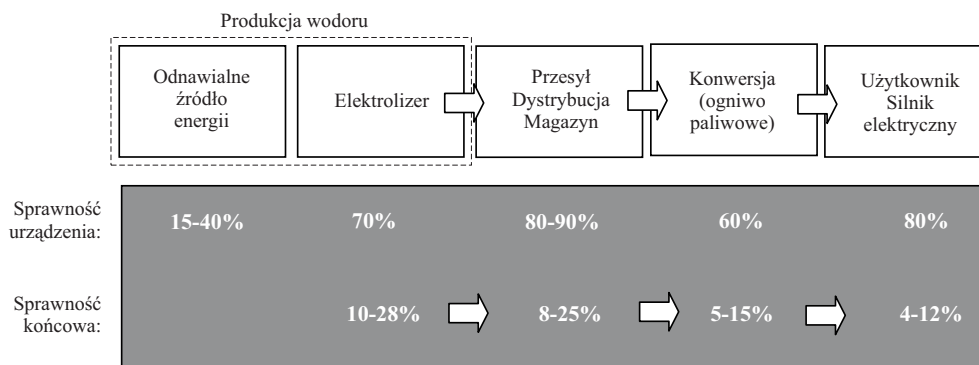 Produkcja wodoru
Odnawialne
źródło
energii
Elektrolizer
Przesył
Dystrybucja
Magazyn
Konwersja
(ogniwo
paliwowe)
Użytkownik
Silnik
elektryczny
Sprawność
urządzenia:
15-40%
70%
80-90%
60%
80%
Sprawność
końcowa:
10-28%
8-25%
5-15%
4-12%